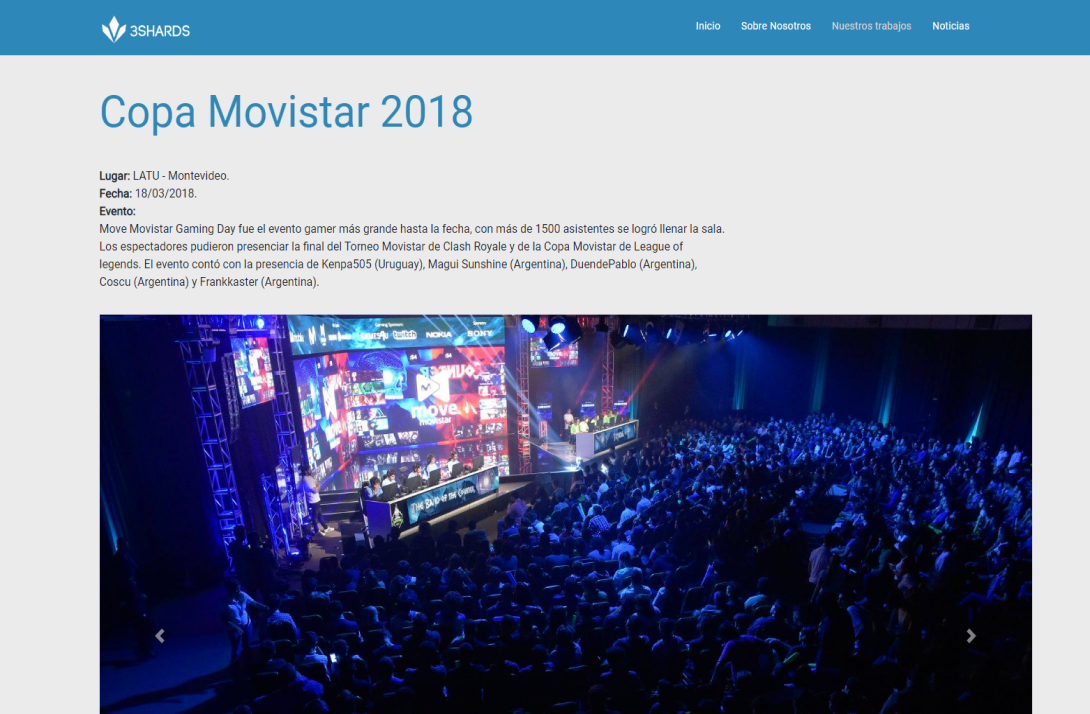 3SHARDS
Inicio Sobre Nosotros Nuestros trabajos Noticias
Copa Movistar 2018
Lugar: LATU - Montevideo.
Fecha: 18/03/2018.
Evento:
Move Movistar Gaming Day fue el evento gamer más grande hasta la fecha, con más de 1500 asistentes se logró llenar la sala.
Los espectadores pudieron presenciar la final del Torneo Movistar de Clash Royale y de la Copa Movistar de League of
legends. El evento contó con la presencia de Kenpa505 (Uruguay), Magui Sunshine (Argentina), DuendePablo (Argentina),
Coscu (Argentina) y Frankkaster (Argentina).
twitch NOKIA SONY
move
movistar